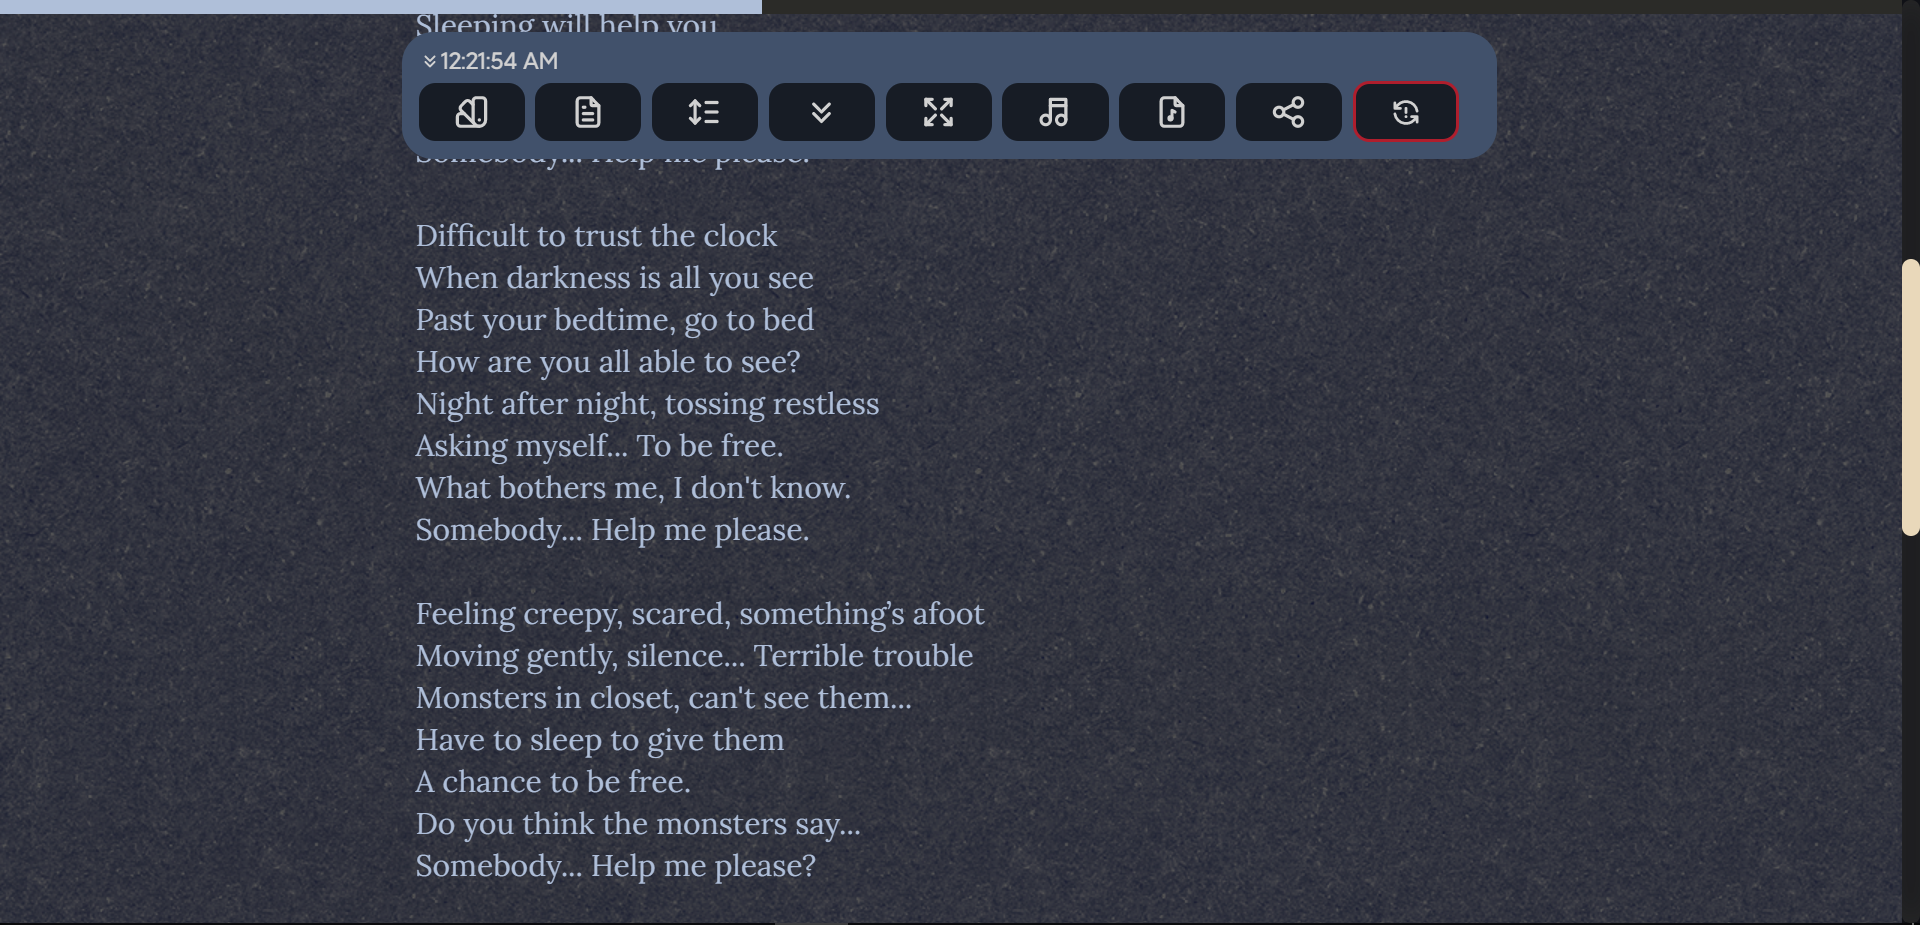 Sleeping will help you
12:21:54 AM
Somebody... Help me please.
Difficult to trust the clock
When darkness is all you see
Past your bedtime, go to bed
How are you all able to see?
Night after night, tossing restless
Asking myself... To be free.
What bothers me, I don't know.
Somebody... Help me please.
Feeling creepy, scared, something’s afoot
Moving gently, silence... Terrible trouble
Monsters in closet, can't see them...
Have to sleep to give them
A chance to be free.
Do you think the monsters say...
Somebody... Help me please?